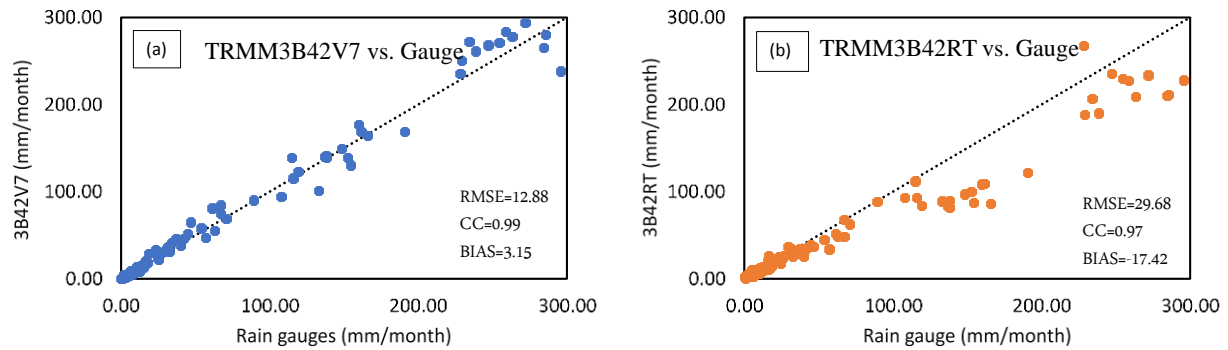 (a)
TRMM3B42V7 vs. Gauge
300.00
200.00
100.00
0.00
3B42V7 (mm/month)
RMSE=12.88
CC=0.99
BIAS=3.15
0.00 100.00 200.00 300.00
Rain gauges (mm/month)
(b)
TRMM3B42RT vs. Gauge
300.00
200.00
100.00
0.00
3B42RT (mm/month)
RMSE=29.68
CC=0.97
BIAS=-17.42
0.00 100.00 200.00 300.00
Rain gauge (mm/month)